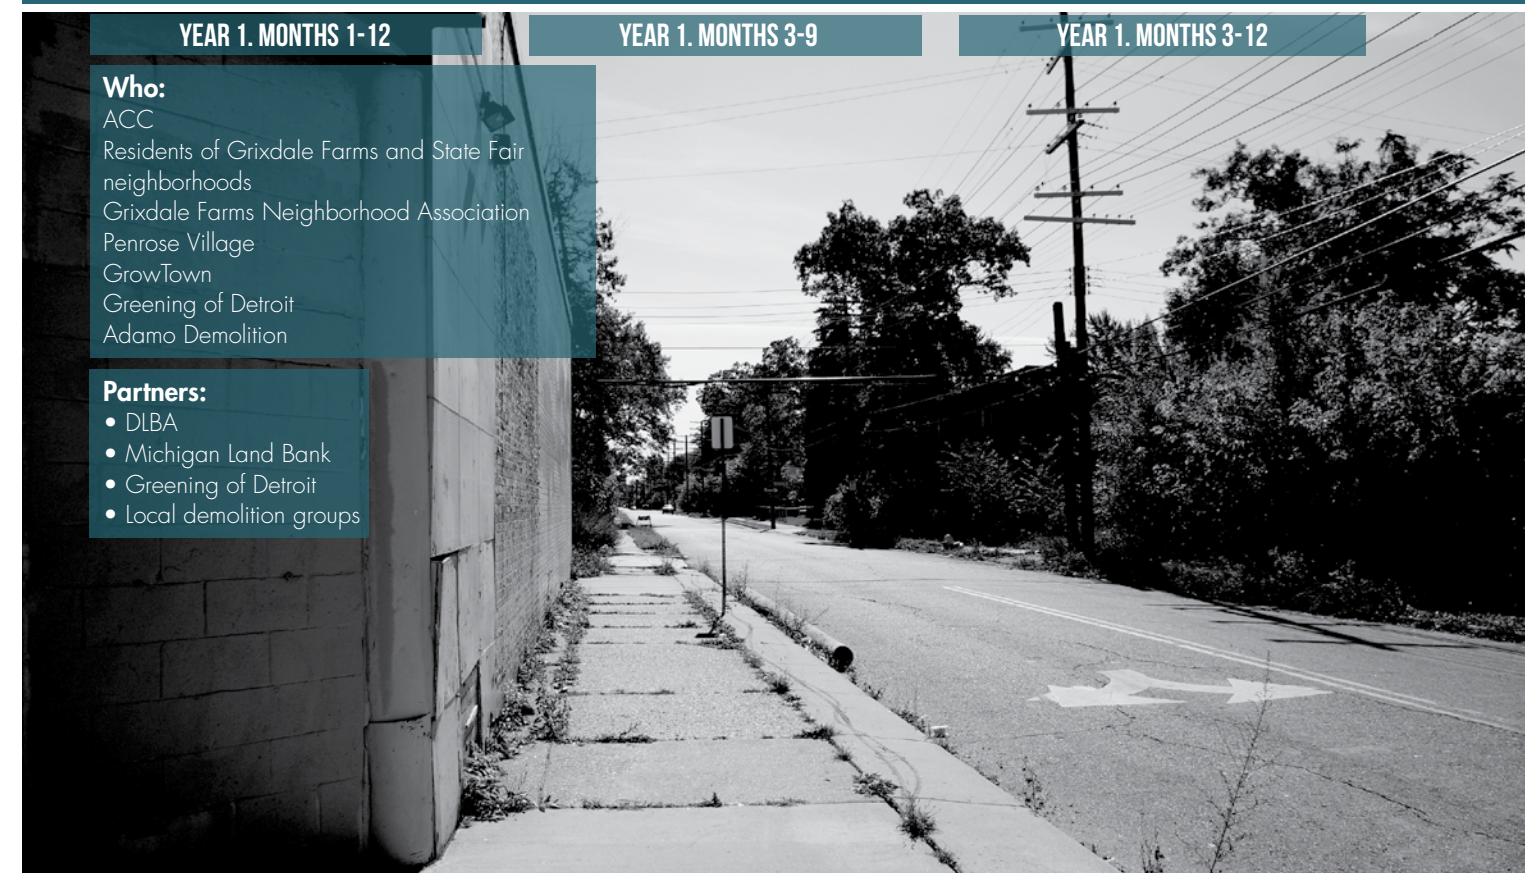 YEAR 1. MONTHS 1-12
YEAR 1. MONTHS 3-9
YEAR 1. MONTHS 3-12
Who:
ACC
Residents of Grixdale Farms and State Fair
neighborhoods
Grixdale Farms Neighborhood Association
Penrose Village
GrowTown
Greening of Detroit
Adamo Demolition
Partners:
• DLBA
• Michigan Land Bank
• Greening of Detroit
• Local demolition groups